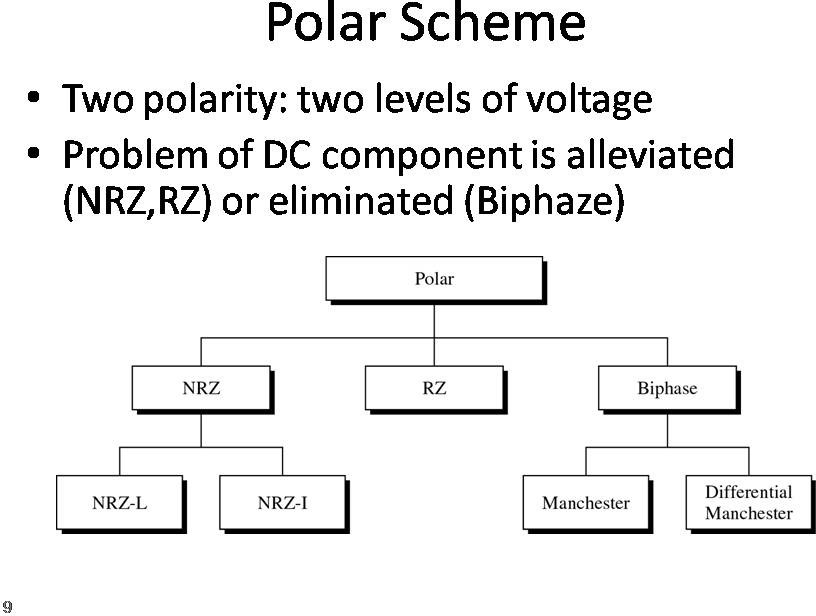 Polar Scheme
• Two polarity: two levels of voltage
• Problem of DC component is alleviated
(NRZ,RZ) or eliminated (Biphaze)
Polar
NRZ
RZ
Biphase
NRZ-L
NRZ-I
Manchester
Differential
Manchester
9